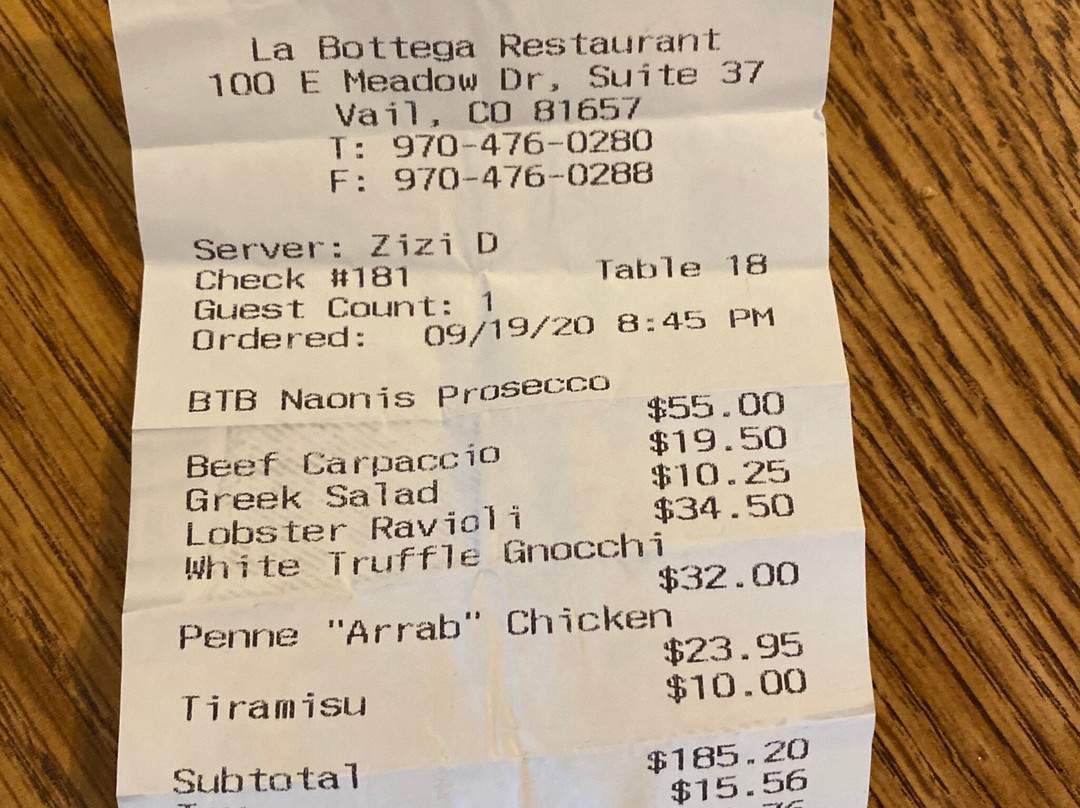 La Bottega Restaurant
100 E Meadow Dr, Suite 37
Vail, CO 81657
T: 970-476-0280
F: 970-476-0288
Server: Zizi D
Check #181 Table 18
Guest Count: 1
Ordered: 09/19/20 8:45 PM
BTB Naonis Prosecco
$55.00
Beef Carpaccio $19.50
Greek Salad $10.25
Lobster Ravioli $34.50
White Truffle Gnocchi
$32.00
Penne "Arrab" Chicken
$23.95
Tiramisu $10.00
Subtotal $185.20
$15.56